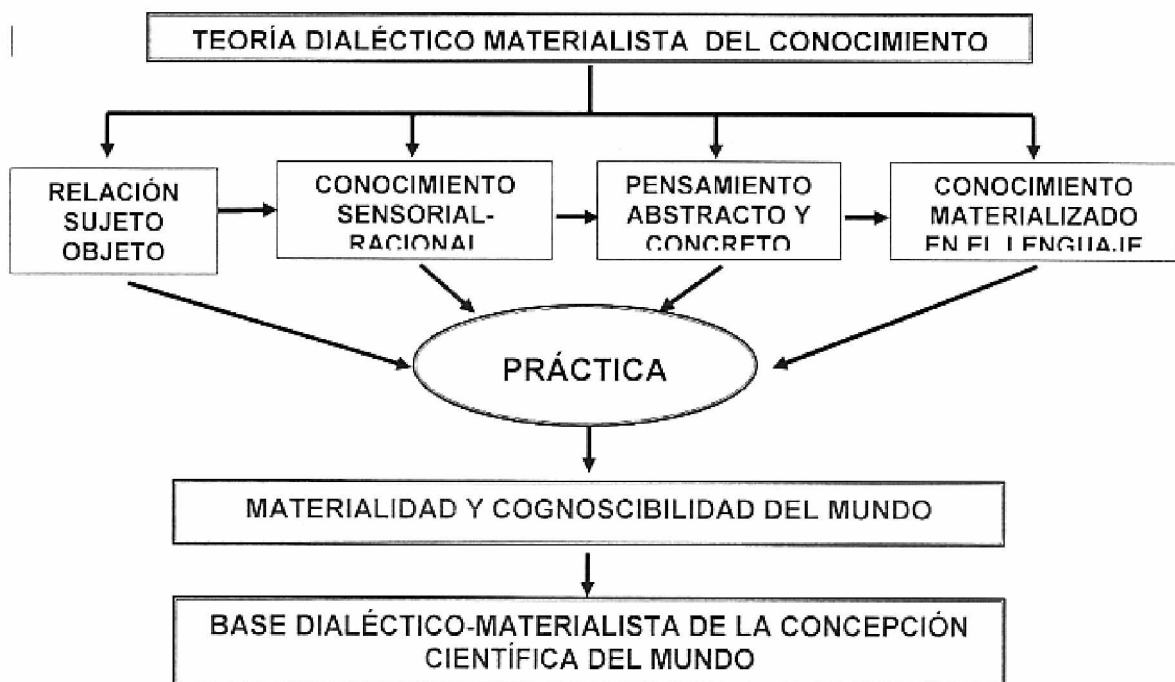 TEORÍA DIALÉCTICO MATERIALISTA DEL CONOCIMIENTO
RELACIÓN
SUJETO
OBJETO
CONOCIMIENTO
SENSORIAL-
RACIONAL
PENSAMIENTO
ABSTRACTO Y
CONCRETO
CONOCIMIENTO
MATERIALIZADO
EN EL LENGUAJE
PRÁCTICA
MATERIALIDAD Y COGNOSCIBILIDAD DEL MUNDO
BASE DIALÉCTICO-MATERIALISTA DE LA CONCEPCIÓN
CIENTÍFICA DEL MUNDO